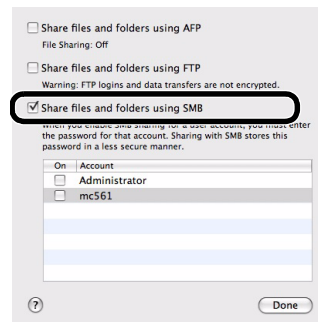 Share files and folders using AFP
File Sharing: Off
Share files and folders using FTP
Warning: FTP logins and data transfers are not encrypted.
Share files and folders using SMB
When you enable SMB sharing for a user account, you must enter
the password for that account. Sharing with SMB stores this
password in a less secure manner.
On Account
Administrator
mc561
? Done